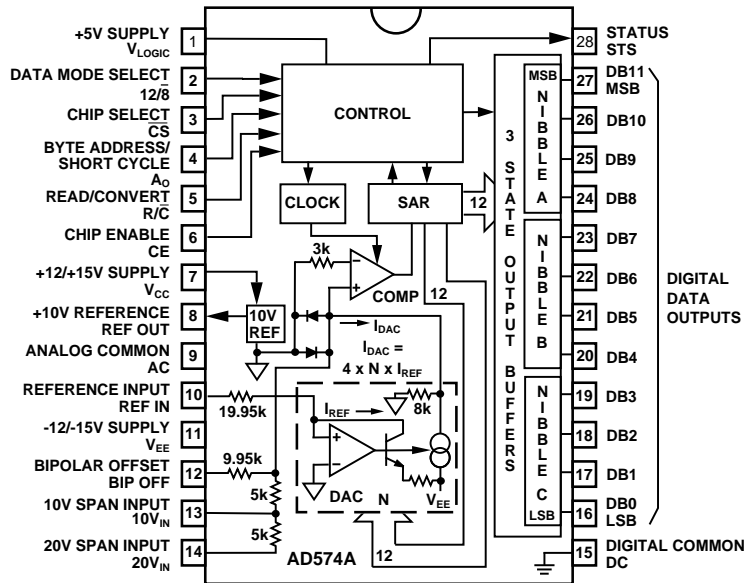 +5V SUPPLY
VLOGIC
1
DATA MODE SELECT
12/8̅
2
CHIP SELECT
C̅S̅
3
BYTE ADDRESS/
SHORT CYCLE
AO
4
READ/CONVERT
R/C̅
5
CHIP ENABLE
CE
6
+12/+15V SUPPLY
VCC
7
+10V REFERENCE
REF OUT
8
ANALOG COMMON
AC
9
REFERENCE INPUT
REF IN
10
-12/-15V SUPPLY
VEE
11
BIPOLAR OFFSET
BIP OFF
12
10V SPAN INPUT
10VIN
13
20V SPAN INPUT
20VIN
14
CONTROL
CLOCK
SAR
12
3k
COMP
12
10V
REF
IDAC
IDAC =
4 x N x IREF
19.95k
IREF
8k
9.95k
5k
5k
DAC
N
VEE
12
AD574A
3 STATE OUTPUT BUFFERS
MSB
NIBBLE A
NIBBLE B
NIBBLE C
LSB
28
STATUS
STS
27
DB11
MSB
26
DB10
25
DB9
24
DB8
23
DB7
22
DB6
21
DB5
20
DB4
19
DB3
18
DB2
17
DB1
16
DB0
LSB
15
DIGITAL COMMON
DC
DIGITAL
DATA
OUTPUTS